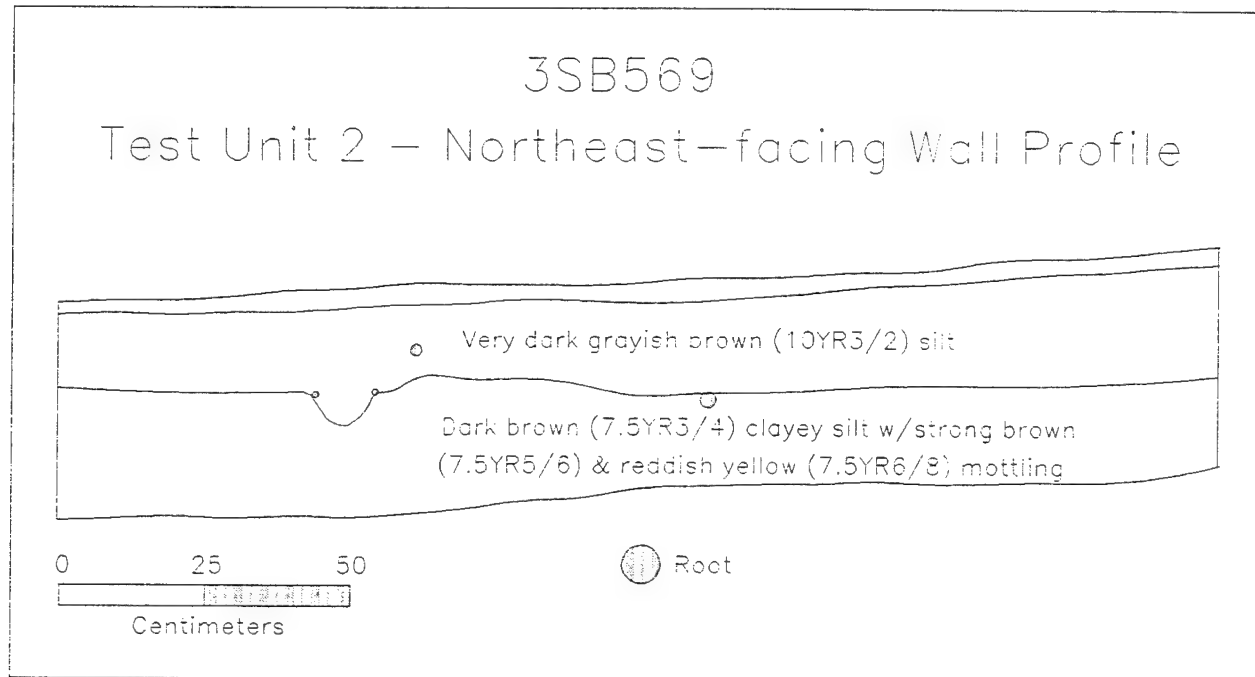 3SB569
Test Unit 2 – Northeast–facing Wall Profile
Very dark grayish brown (10YR3/2) silt
Dark brown (7.5YR3/4) clayey silt w/strong brown
(7.5YR5/6) & reddish yellow (7.5YR6/8) mottling
0 25 50
Centimeters
Root